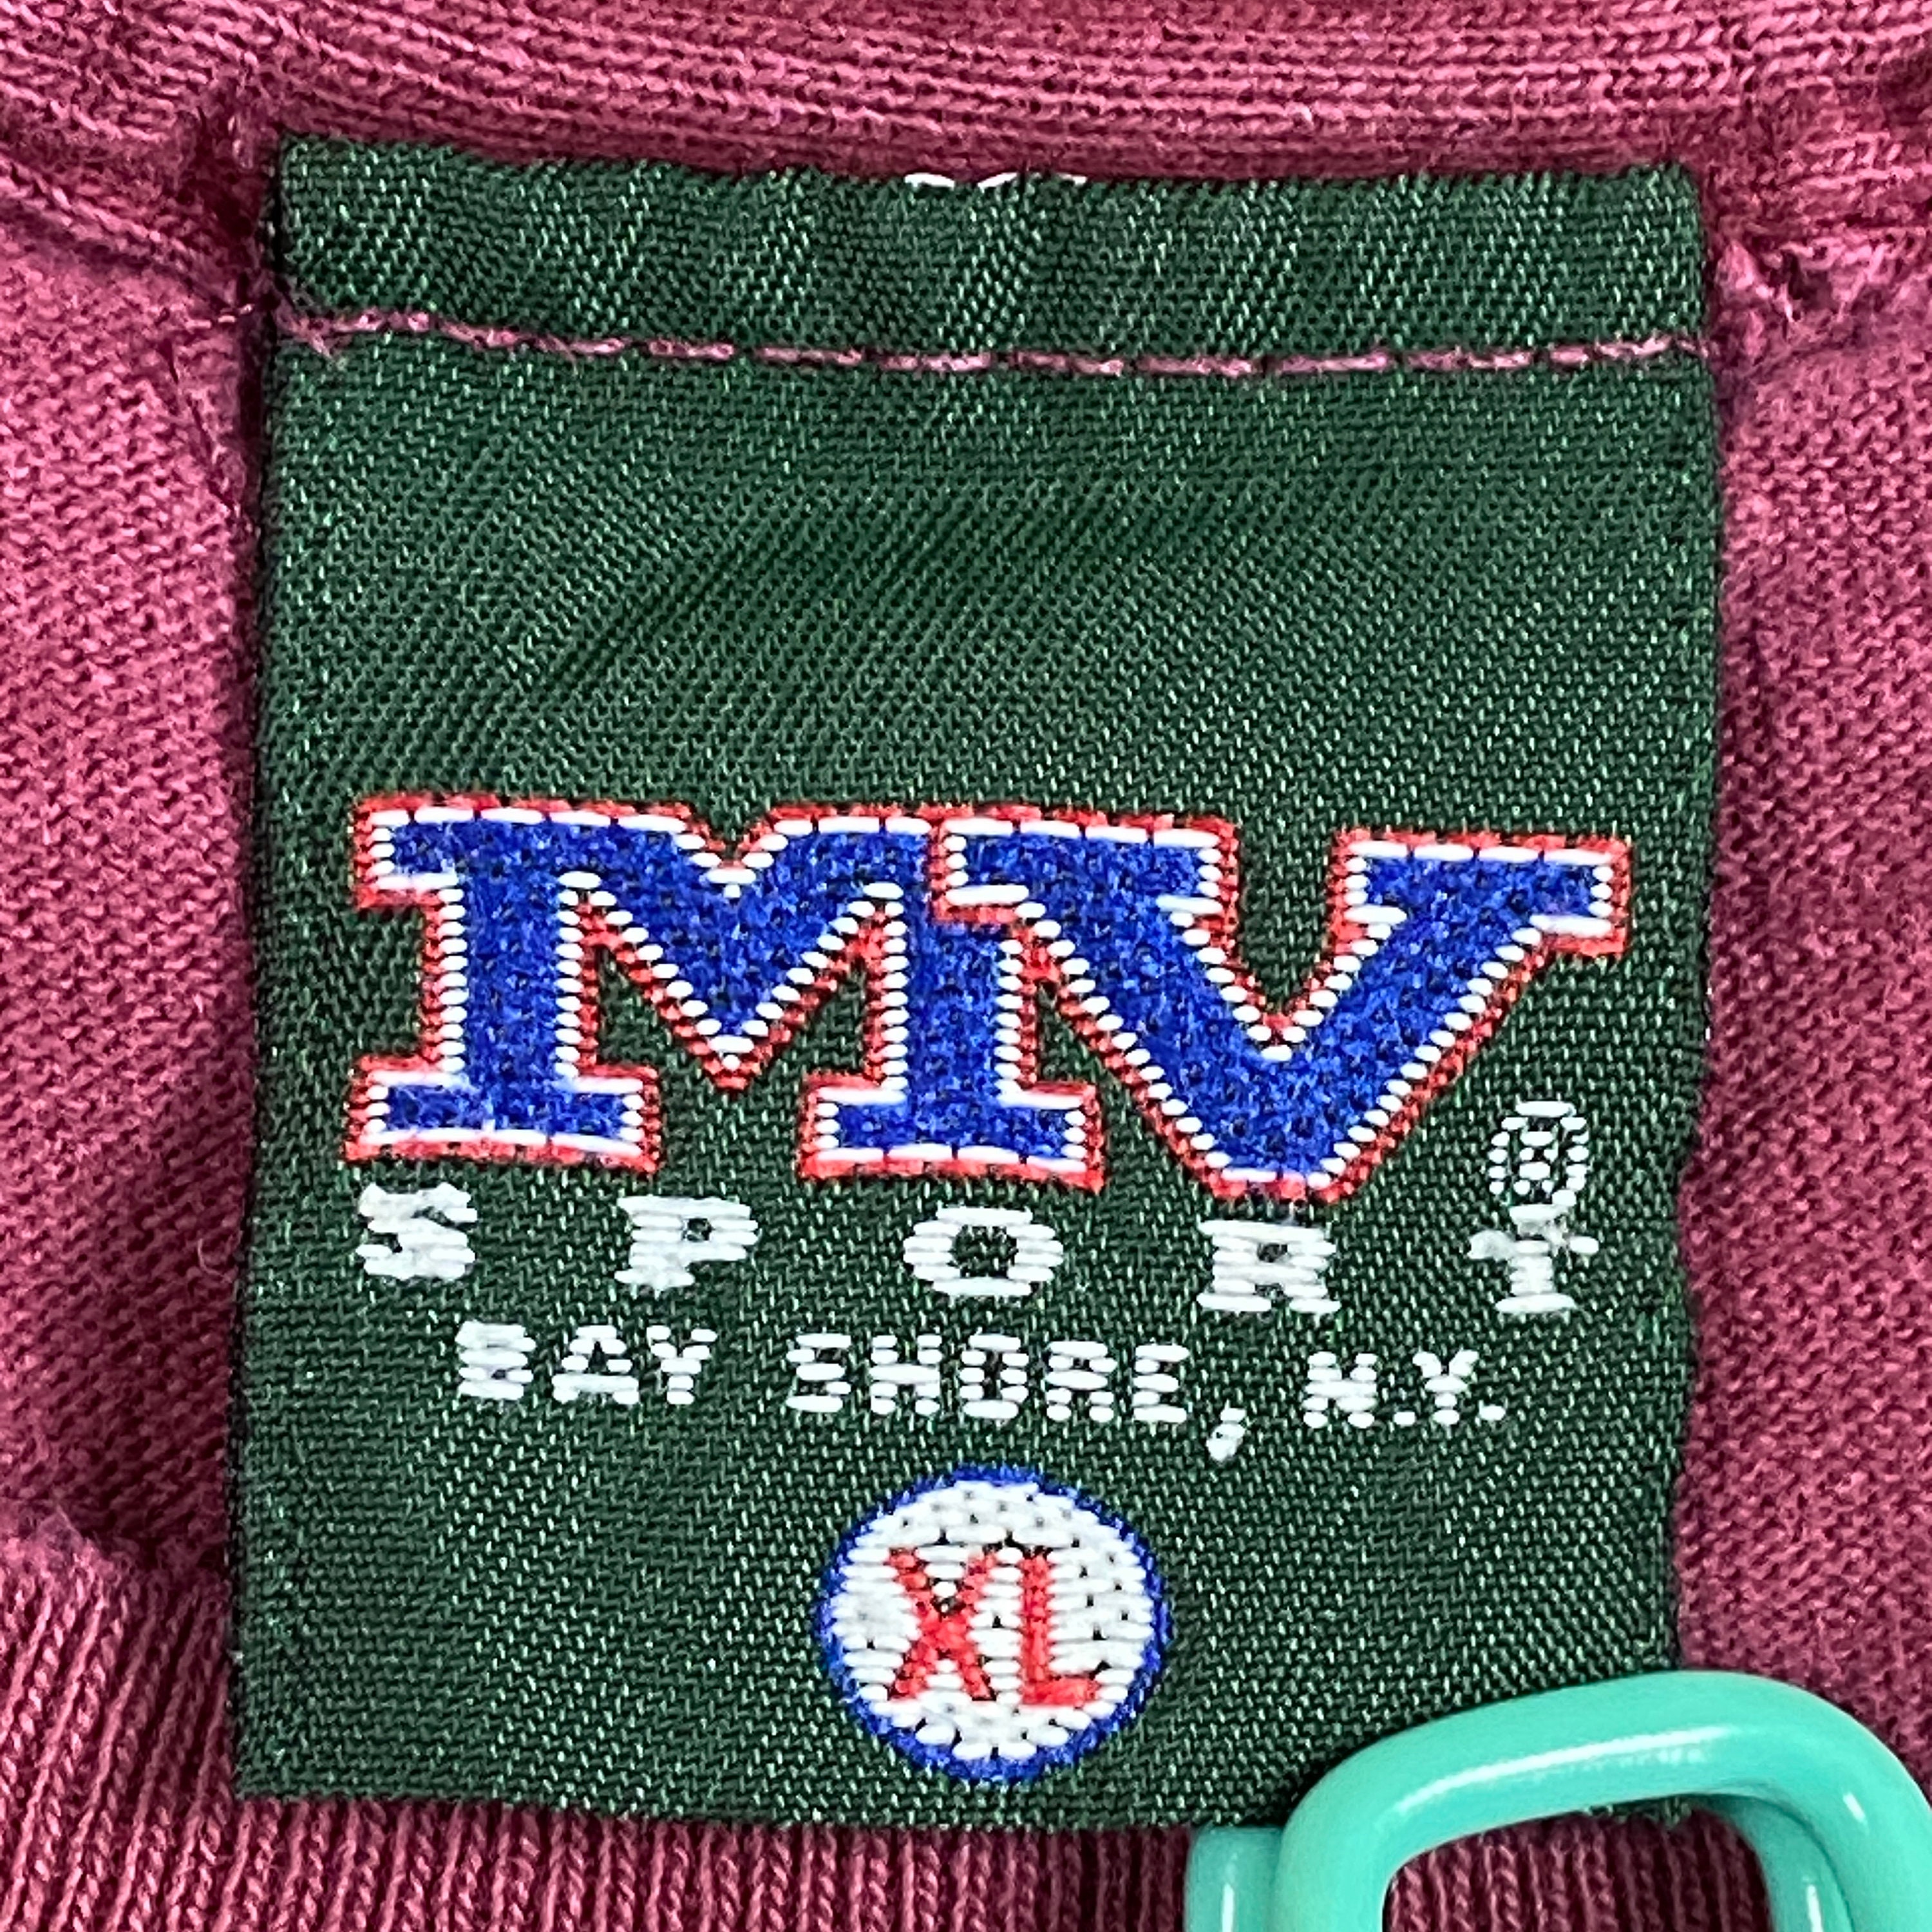 MV
®
SPORT
BAY SHORE, N.Y.
XL